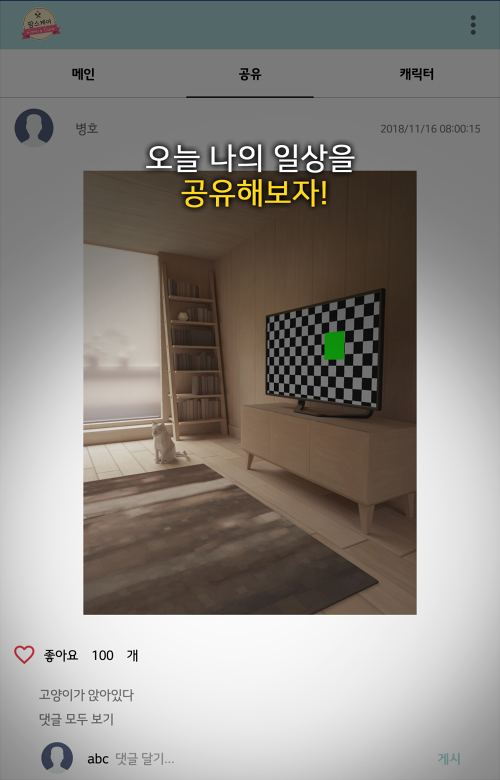 맘스케어
메인
공유
캐릭터
병호
2018/11/16 08:00:15
오늘 나의 일상을
공유해보자!
좋아요 100 개
고양이가 앉아있다
댓글 모두 보기
abc 댓글 달기...
게시